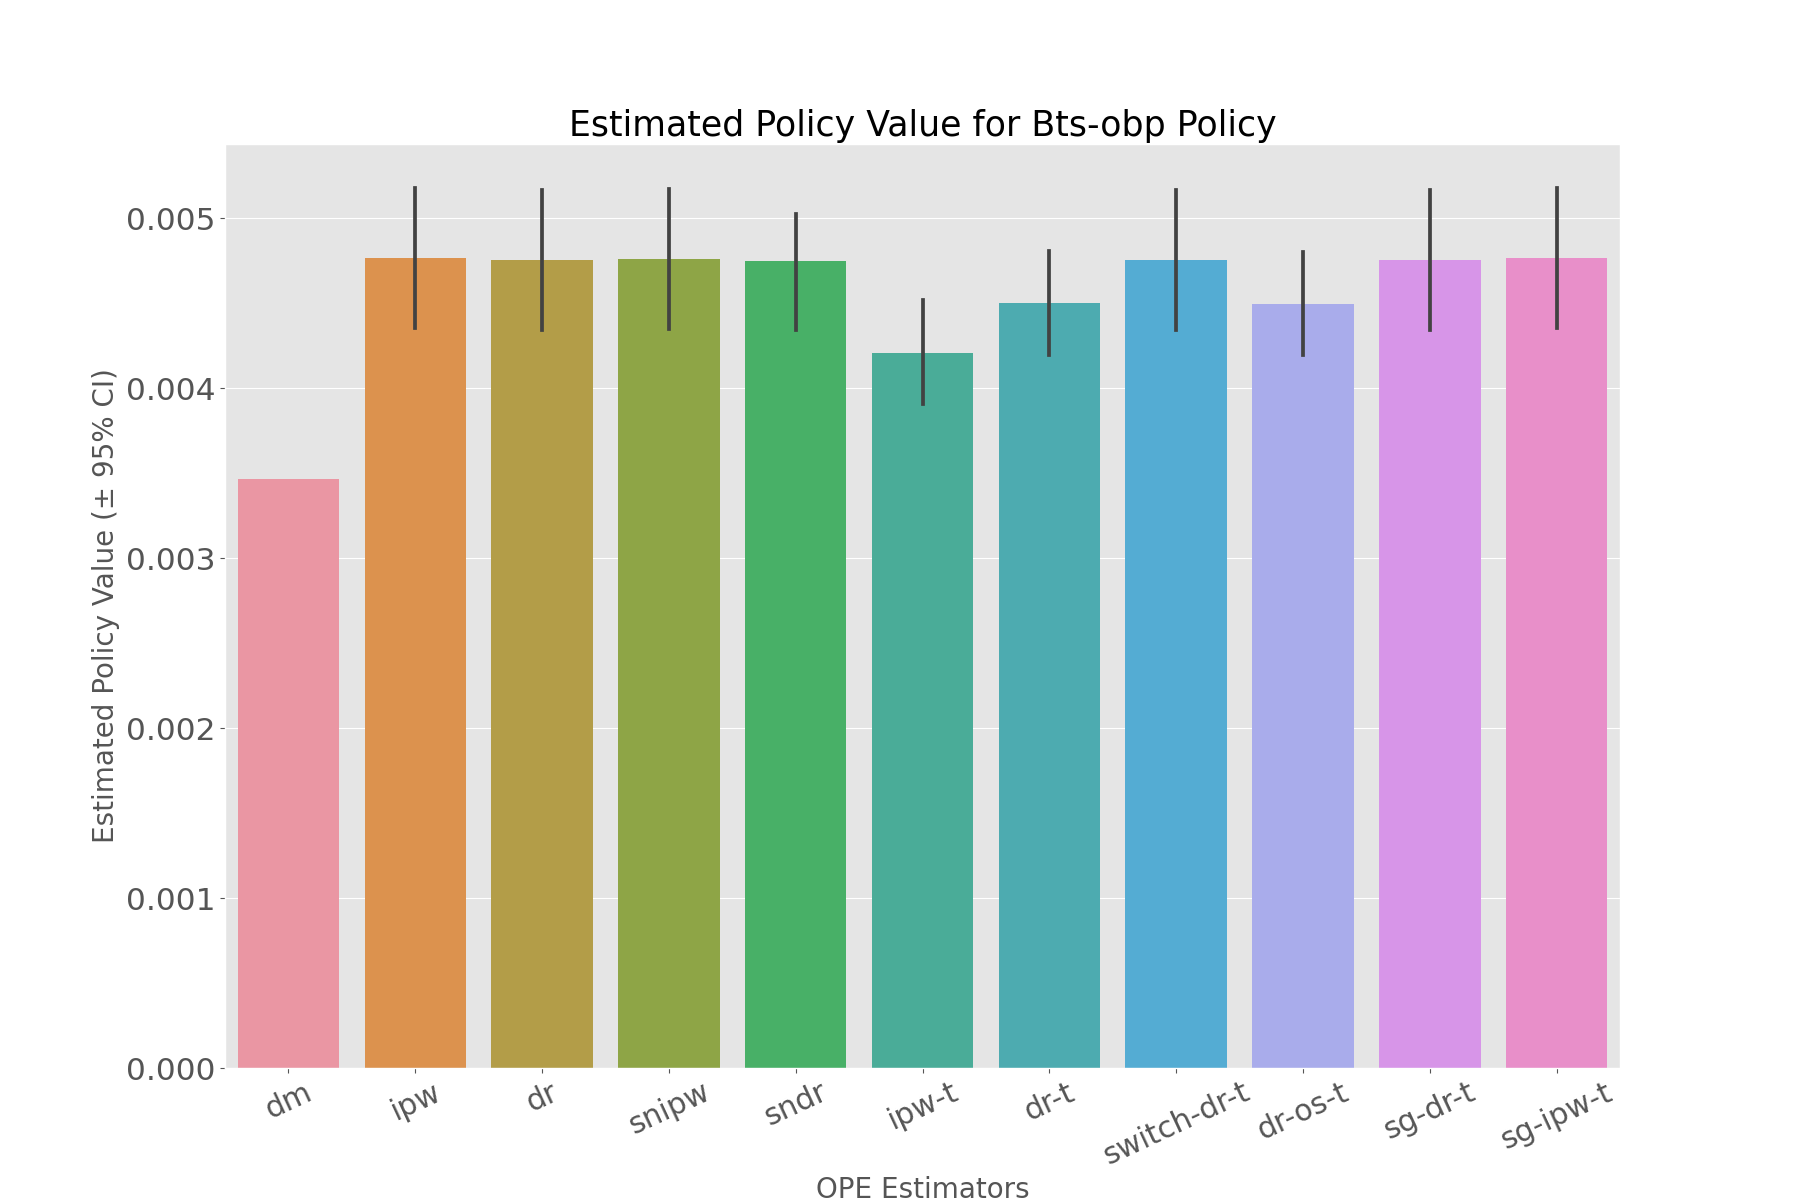 Estimated Policy Value for Bts-obp Policy
Estimated Policy Value (± 95% CI)
0.005
0.004
0.003
0.002
0.001
0.000
dm
ipw
dr
snipw
sndr
ipw-t
dr-t
switch-dr-t
dr-os-t
sg-dr-t
sg-ipw-t
OPE Estimators